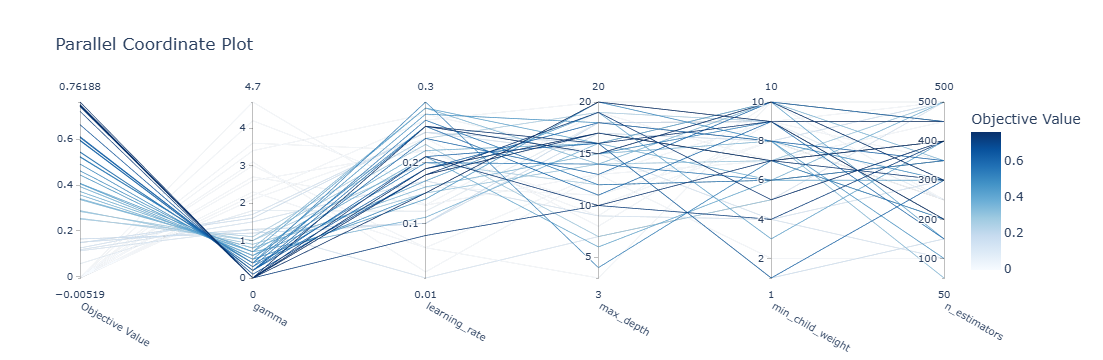 Parallel Coordinate Plot
0.76188 4.7 0.3 20 10 500
20 10 500
Objective Value
0.6 4 8 400 0.6
3 0.2 15
0.4 2 10 6 300 0.4
0.2 1 0.1 4 200 0.2
5 2 100
0 0 0
−0.00519 0 0.01 3 1 50
Objective Value gamma learning_rate max_depth min_child_weight n_estimators